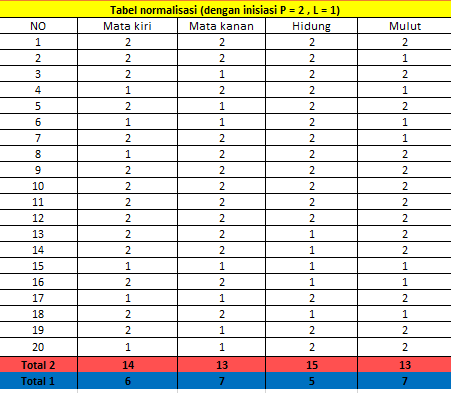 Tabel normalisasi (dengan inisiasi P = 2 , L = 1)
NO Mata kiri Mata kanan Hidung Mulut
1 2 2 2 2
2 2 2 2 1
3 2 1 2 2
4 1 2 2 1
5 2 1 2 2
6 1 1 2 1
7 2 2 2 1
8 1 2 2 2
9 2 2 2 2
10 2 2 2 2
11 2 2 2 2
12 2 2 2 2
13 2 2 1 2
14 2 2 1 2
15 1 1 1 1
16 2 2 1 1
17 1 1 2 2
18 2 2 1 1
19 2 1 2 2
20 1 1 2 2
Total 2 14 13 15 13
Total 1 6 7 5 7